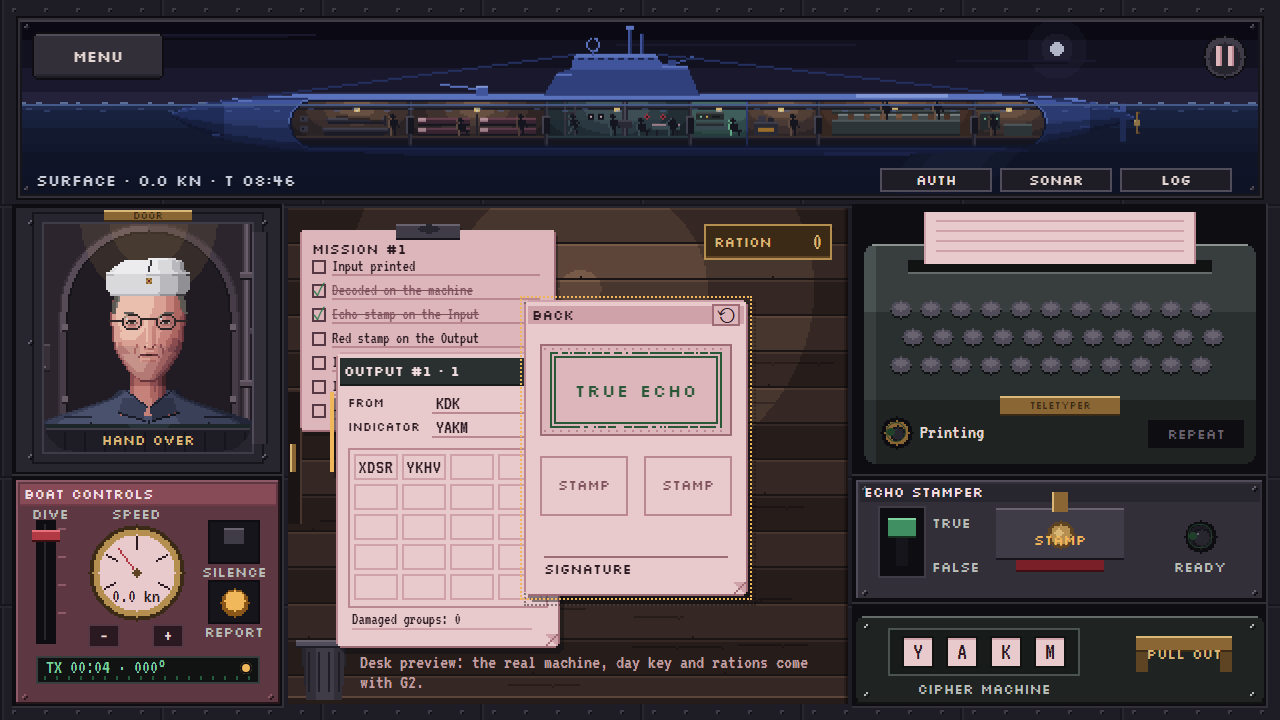 MENU
SURFACE · 0.0 KN · T 08:46
AUTH
SONAR
LOG
DOOR
HAND OVER
MISSION #1
Input printed
Decoded on the machine
Echo stamp on the Input
Red stamp on the Output
RATION 0
OUTPUT #1 · 1
FROM KDK
INDICATOR YAKM
XDSR YKHV
Damaged groups: 0
BACK
TRUE ECHO
STAMP STAMP
SIGNATURE
Desk preview: the real machine, day key and rations come
with G2.
TELETYPER
Printing
REPEAT
BOAT CONTROLS
DIVE
SPEED
0.0 kn
- +
SILENCE
REPORT
TX 00:04 · 000°
ECHO STAMPER
TRUE
FALSE
STAMP
READY
Y A K M
CIPHER MACHINE
PULL OUT